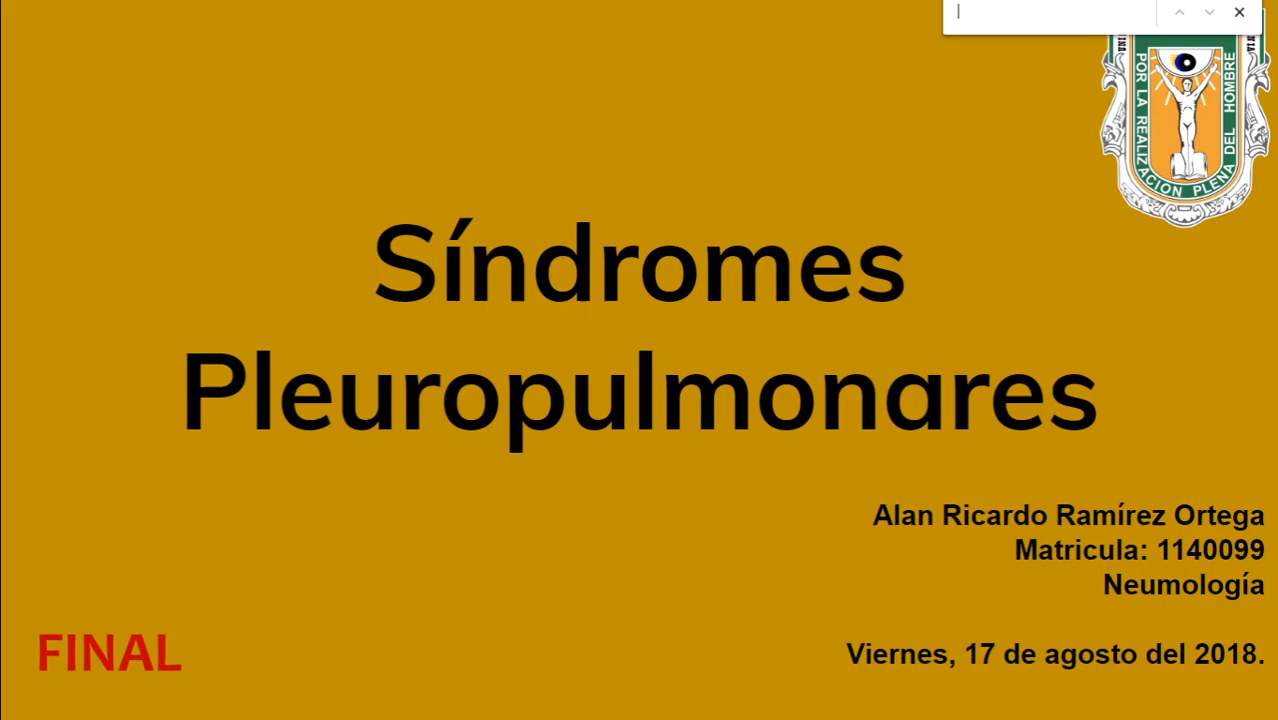 POR LA REALIZACION PLENA DEL HOMBRE
Síndromes
Pleuropulmonares
Alan Ricardo Ramírez Ortega
Matricula: 1140099
Neumología
FINAL
Viernes, 17 de agosto del 2018.